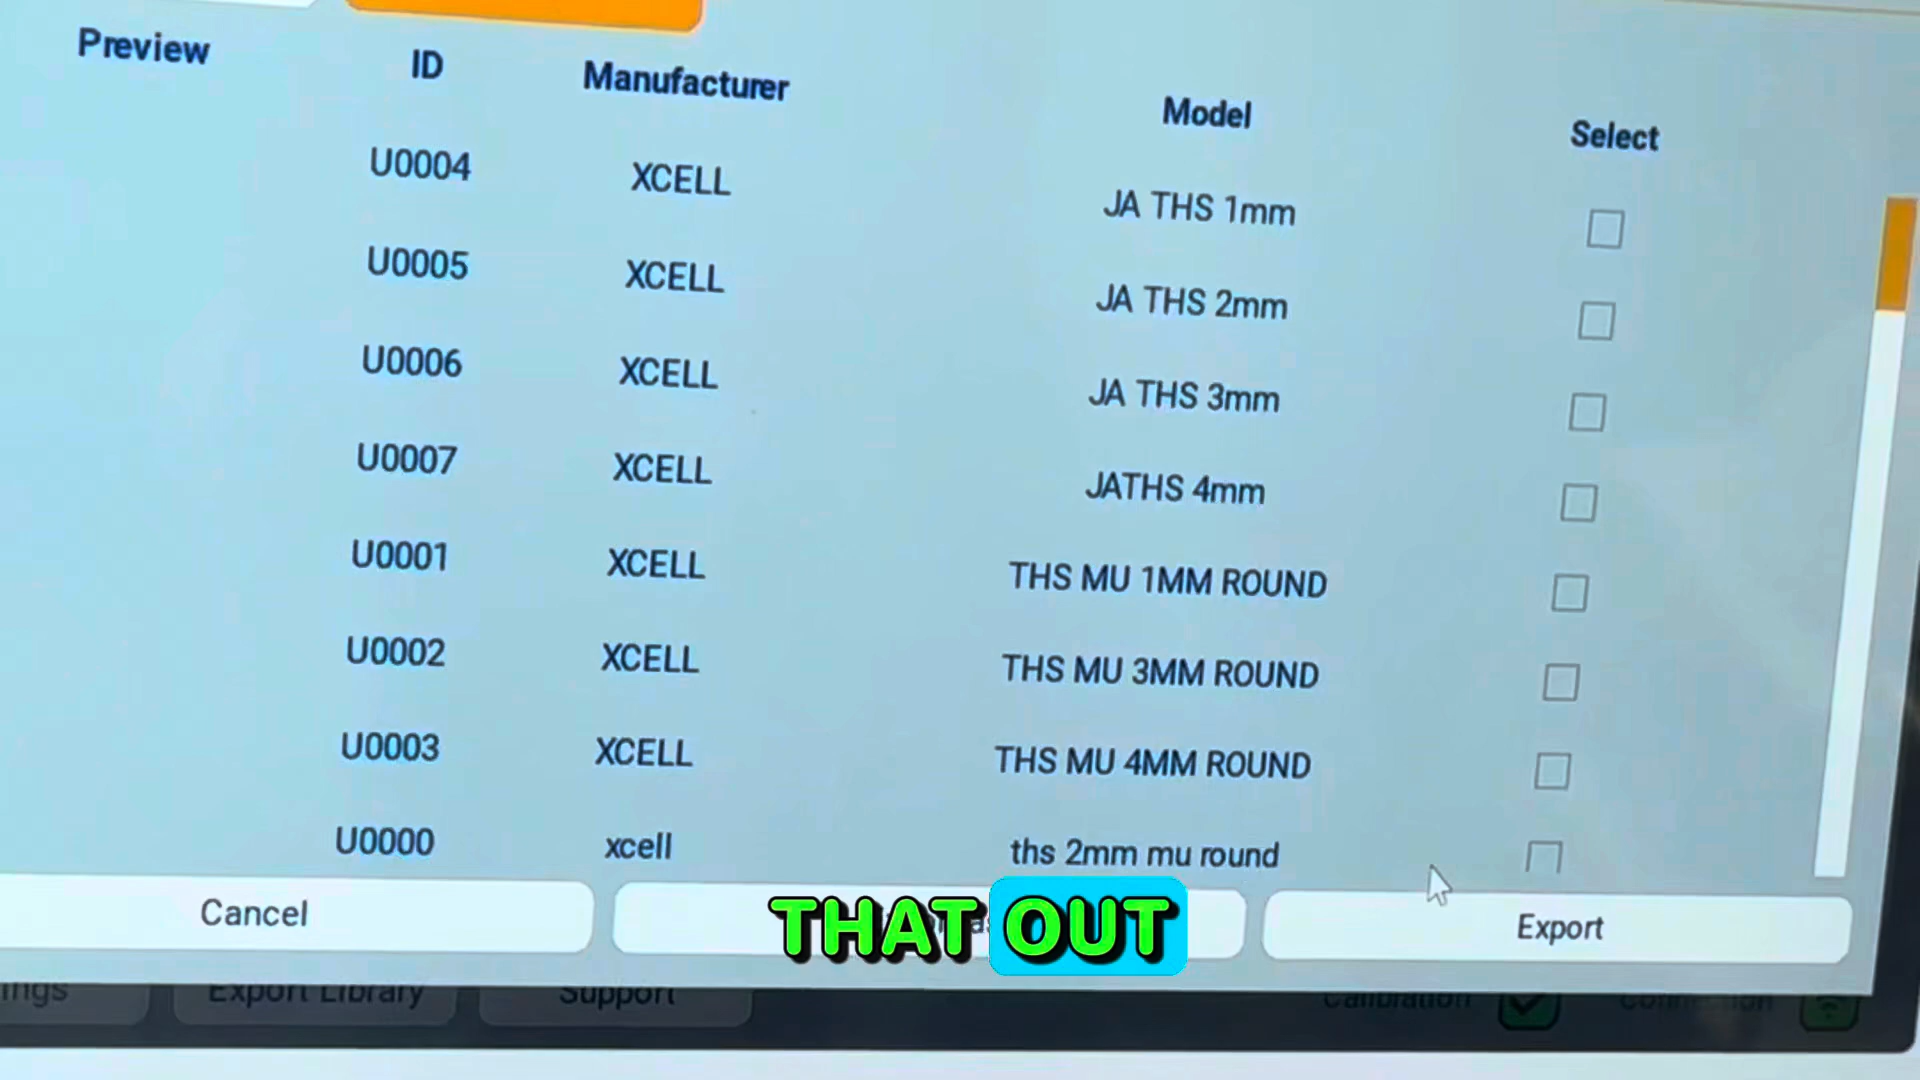 Preview ID Manufacturer Model Select
U0004 XCELL JA THS 1mm
U0005 XCELL JA THS 2mm
U0006 XCELL JA THS 3mm
U0007 XCELL JATHS 4mm
U0001 XCELL THS MU 1MM ROUND
U0002 XCELL THS MU 3MM ROUND
U0003 XCELL THS MU 4MM ROUND
U0000 xcell ths 2mm mu round
Cancel THAT OUT Export
Export Library Support Calibration Connection